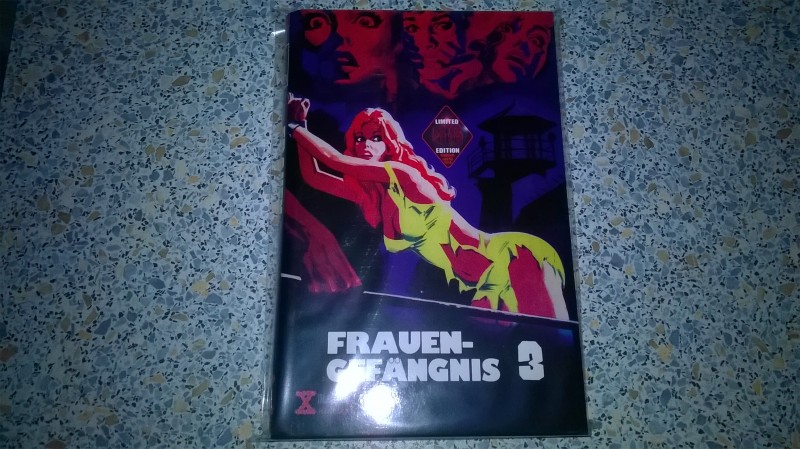 LIMITED
EDITION
FRAUEN-
GEFÄNGNIS 3
X